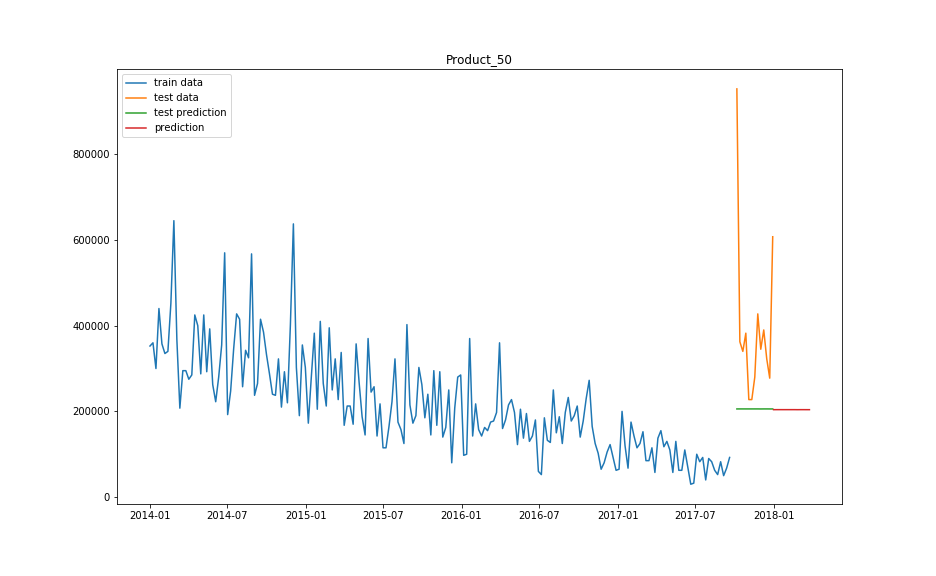 Product_50
train data
test data
test prediction
prediction
800000
600000
400000
200000
0
2014-01 2014-07 2015-01 2015-07 2016-01 2016-07 2017-01 2017-07 2018-01